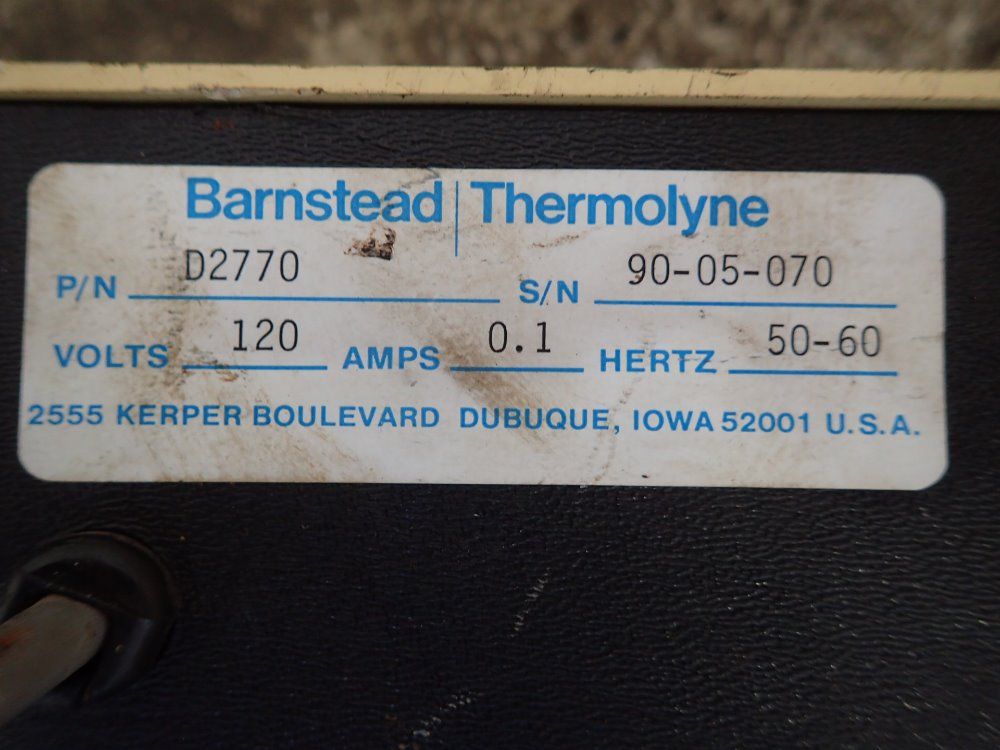 Barnstead | Thermolyne
P/N D2770 S/N 90-05-070
VOLTS 120 AMPS 0.1 HERTZ 50-60
2555 KERPER BOULEVARD DUBUQUE, IOWA 52001 U.S.A.